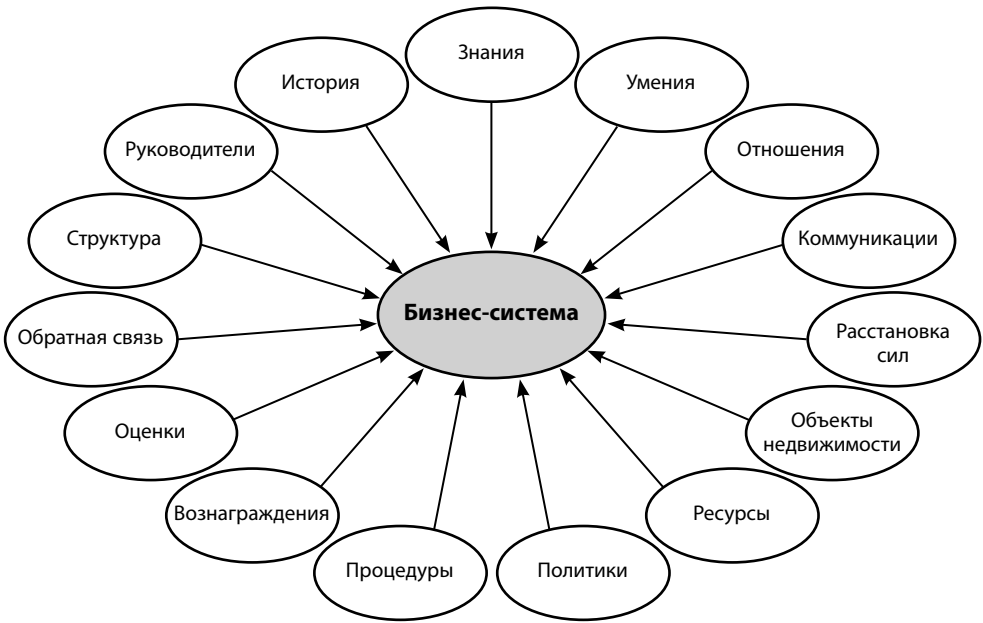 Знания
История
Умения
Руководители
Отношения
Структура
Коммуникации
Бизнес-система
Обратная связь
Расстановка
сил
Оценки
Объекты
недвижимости
Вознаграждения
Ресурсы
Процедуры
Политики